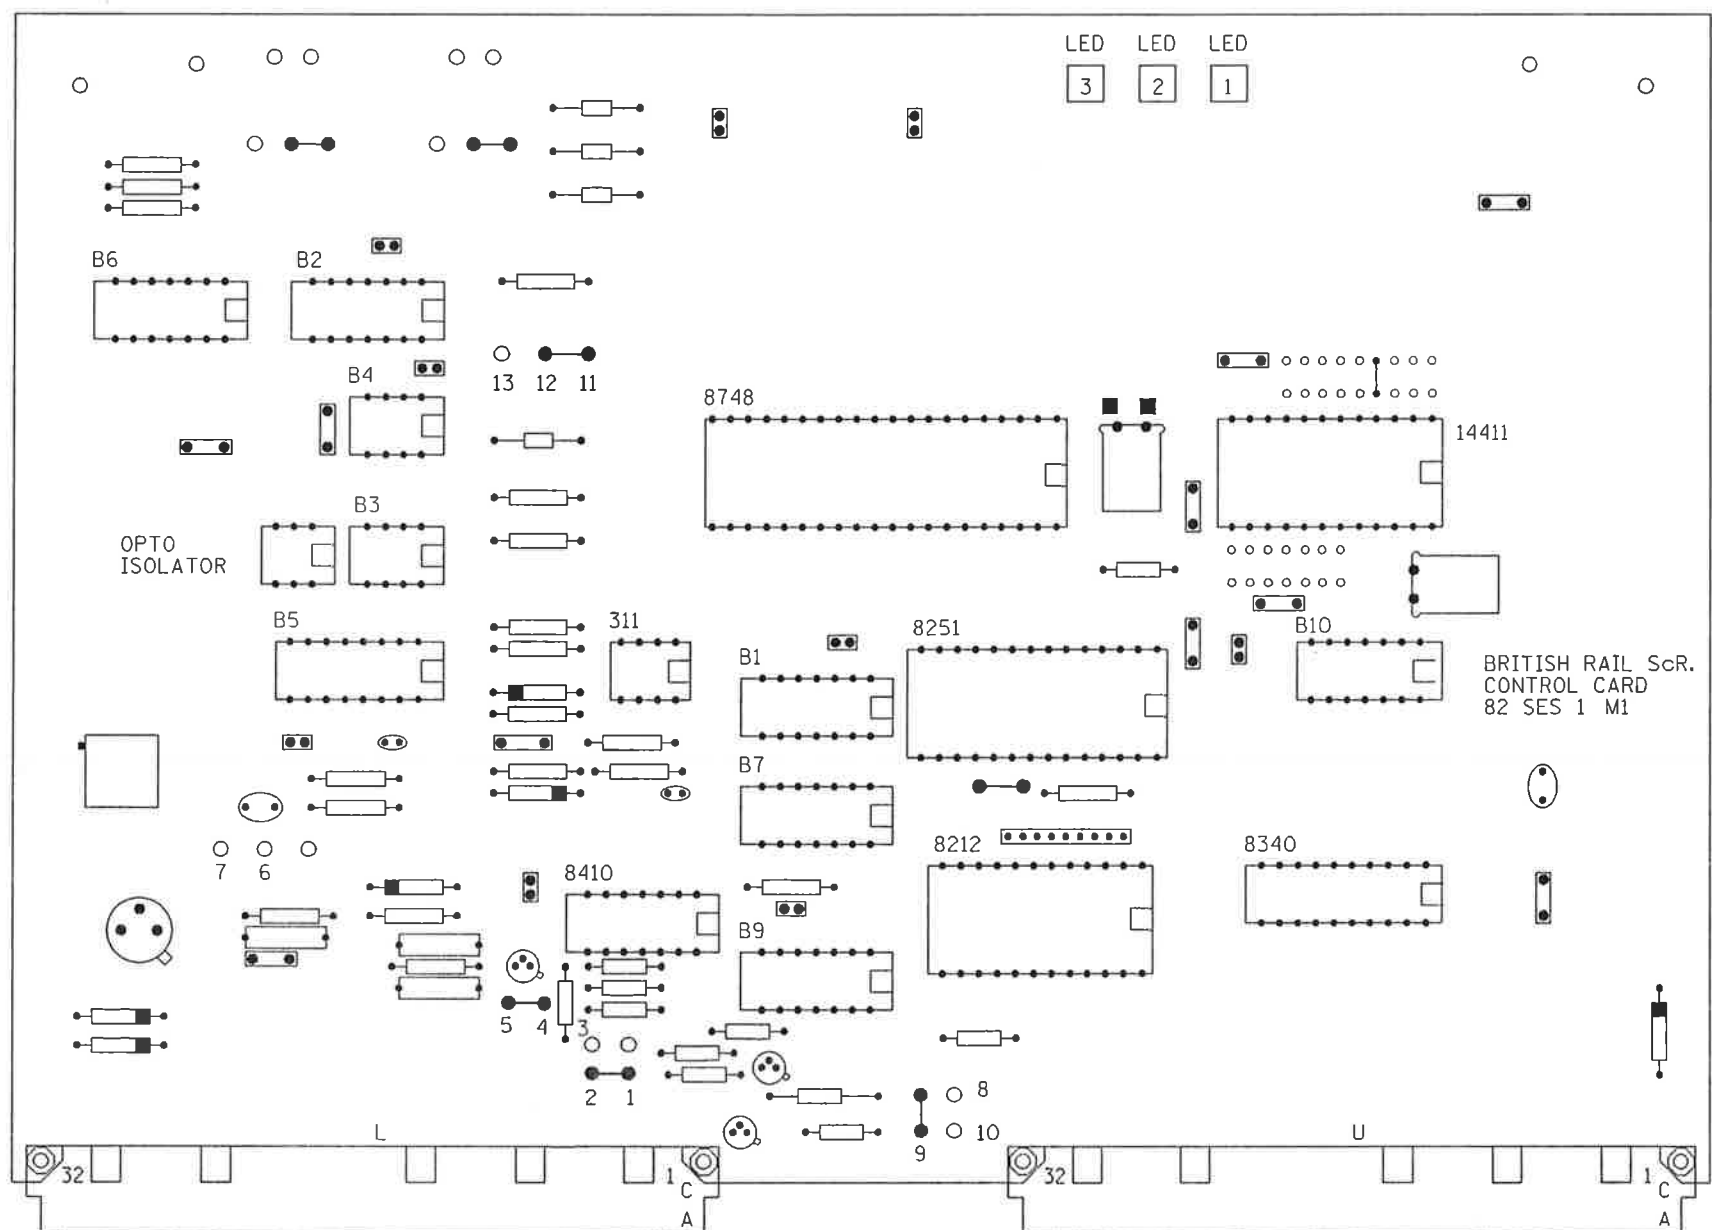 LED LED LED
3 2 1
B6 B2
B4
13 12 11
8748
14411
B3
OPTO
ISOLATOR
B5
311
8251
B10
B1
BRITISH RAIL ScR.
CONTROL CARD
82 SES 1 M1
B7
8212
8340
7 6
8410
B9
5 4 3
2 1
8
10
9
L U
32 1 32 1
C C
A A